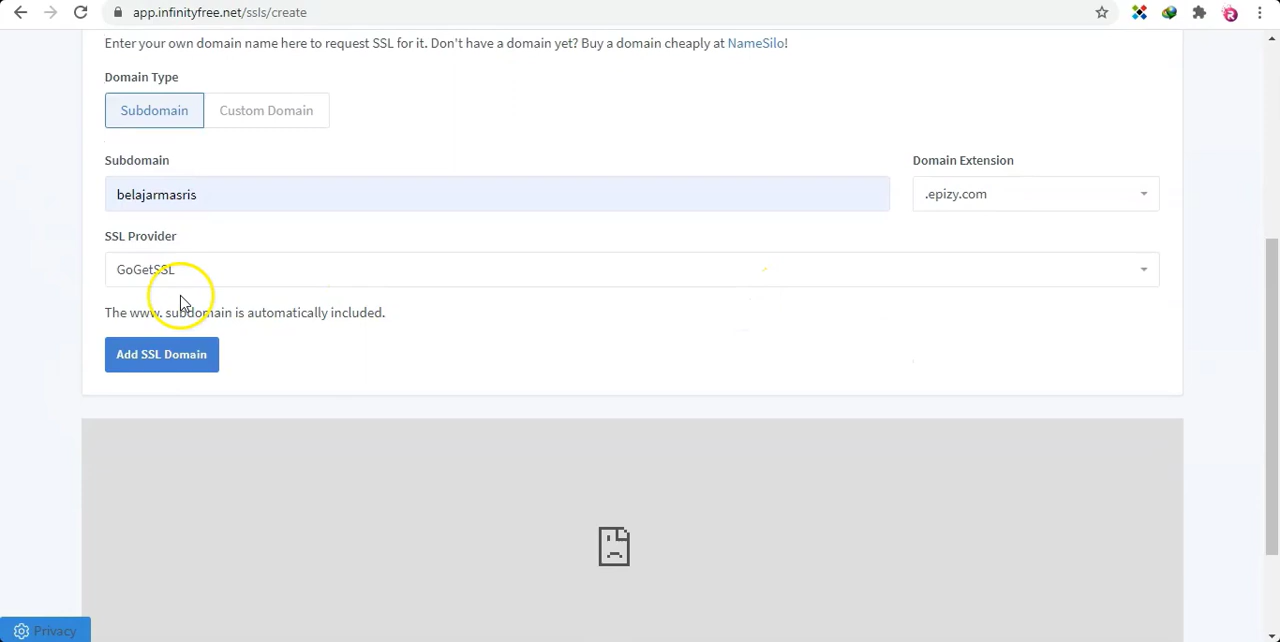 app.infinityfree.net/ssls/create
Enter your own domain name here to request SSL for it. Don't have a domain yet? Buy a domain cheaply at NameSilo!
Domain Type
Subdomain
Custom Domain
Subdomain
Domain Extension
belajarmasris
.epizy.com
SSL Provider
GoGetSSL
The www. subdomain is automatically included.
Add SSL Domain
Privacy